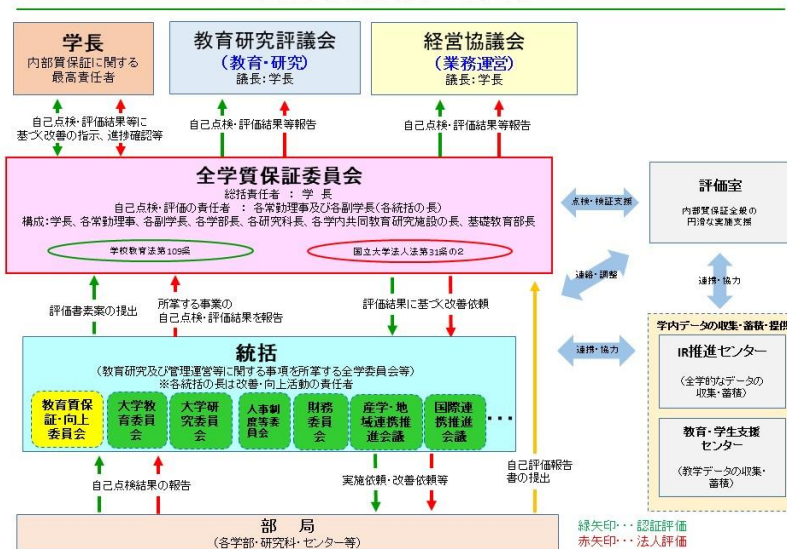 学長
内部質保証に関する
最高責任者
教育研究評議会
(教育・研究)
議長:学長
経営協議会
(業務運営)
議長:学長
自己点検・評価結果等に
基づく改善の指示、進捗確認等
自己点検・評価結果等報告
自己点検・評価結果等報告
全学質保証委員会
総括責任者 : 学 長
自己点検・評価の責任者 : 各常勤理事及び各副学長(各統括の長)
構成:学長、各常勤理事、各副学長、各学部長、各研究科長、各学内共同教育研究施設の長、基礎教育部長
学校教育法第109条
国立大学法人法第31条の2
点検・検証支援
評価室
内部質保証全般の
円滑な実施支援
連絡・調整
連携・協力
評価書素案の提出
所掌する事業の
自己点検・評価結果を報告
評価結果に基づく改善依頼
統括
(教育研究及び管理運営等に関する事項を所掌する全学委員会等)
※各統括の長は改善・向上活動の責任者
教育質保
証・向上
委員会
大学教
育委員
会
大学研
究委員
会
人事制
度等委
員会
財務
委員
会
産学・地
域連携推
進会議
国際連
携推進
会議
・・・
連携・協力
学内データの収集・蓄積・提供
IR推進センター
(全学的なデータの
収集・蓄積)
教育・学生支援
センター
(教学データの収集・
蓄積)
自己点検結果の報告
実施依頼・改善依頼等
自己評価報告
書の提出
部 局
(各学部・研究科・センター等)
緑矢印・・・認証評価
赤矢印・・・法人評価